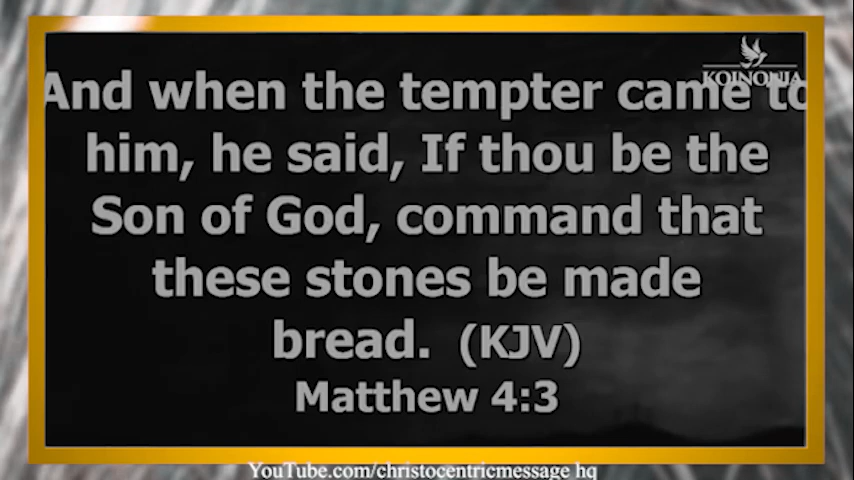 KOINONIA
And when the tempter came to
him, he said, If thou be the
Son of God, command that
these stones be made
bread. (KJV)
Matthew 4:3
YouTube.com/christocentricmessage hq